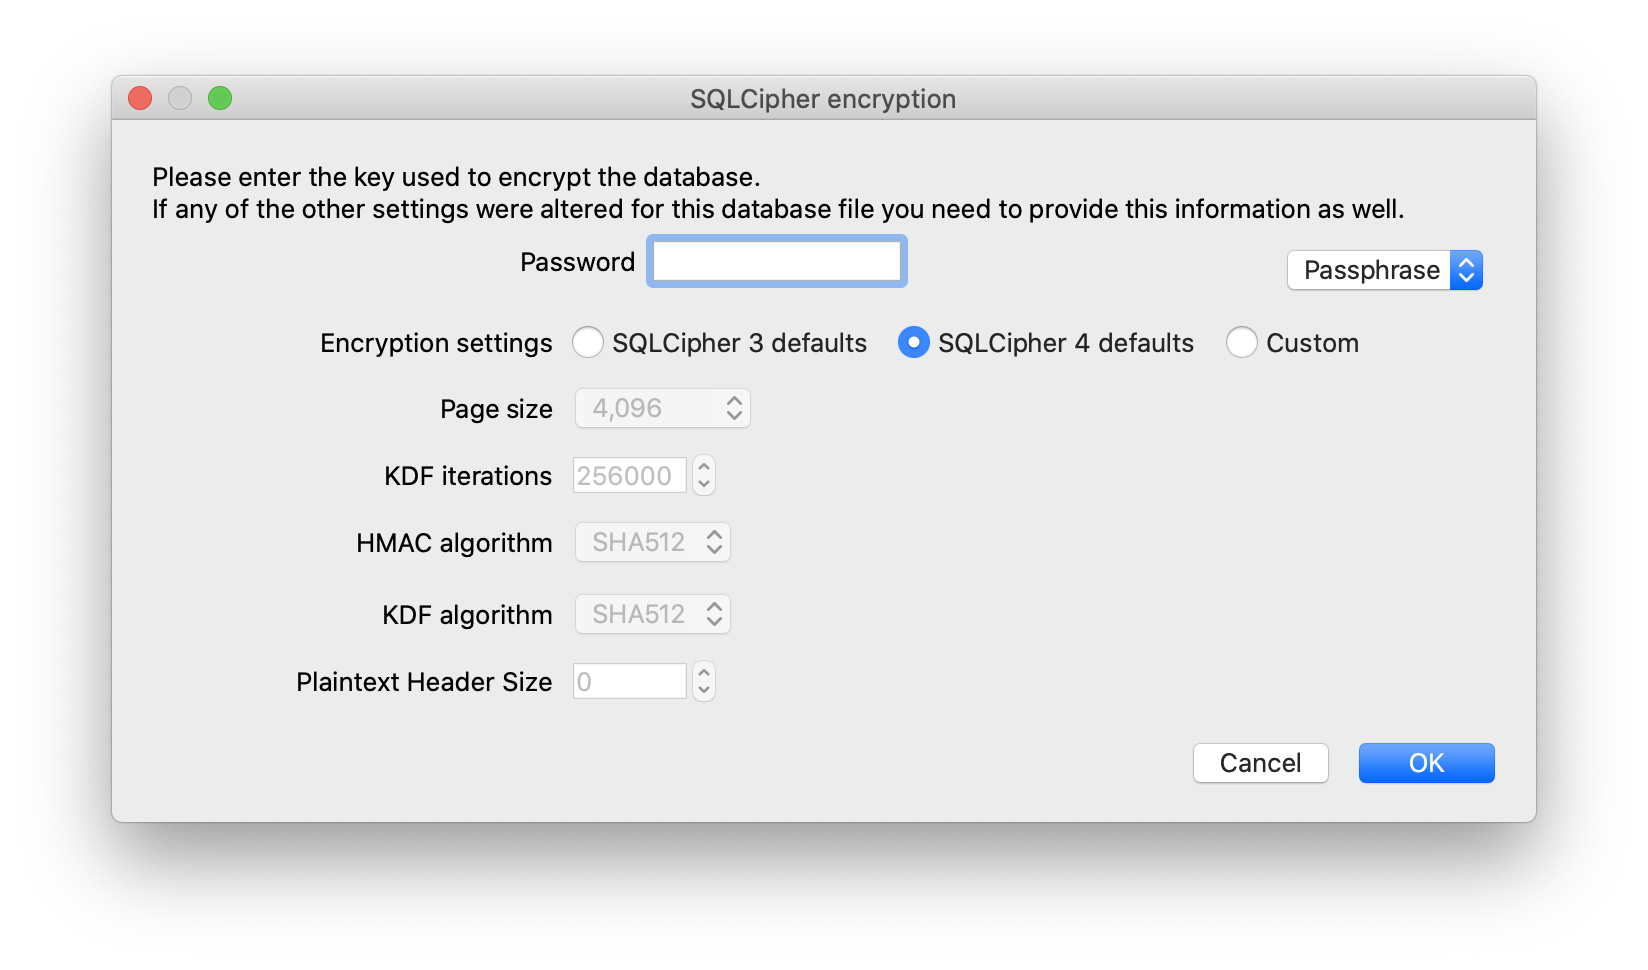 SQLCipher encryption
Please enter the key used to encrypt the database.
If any of the other settings were altered for this database file you need to provide this information as well.
Password Passphrase
Encryption settings SQLCipher 3 defaults SQLCipher 4 defaults Custom
Page size 4,096
KDF iterations 256000
HMAC algorithm SHA512
KDF algorithm SHA512
Plaintext Header Size 0
Cancel OK